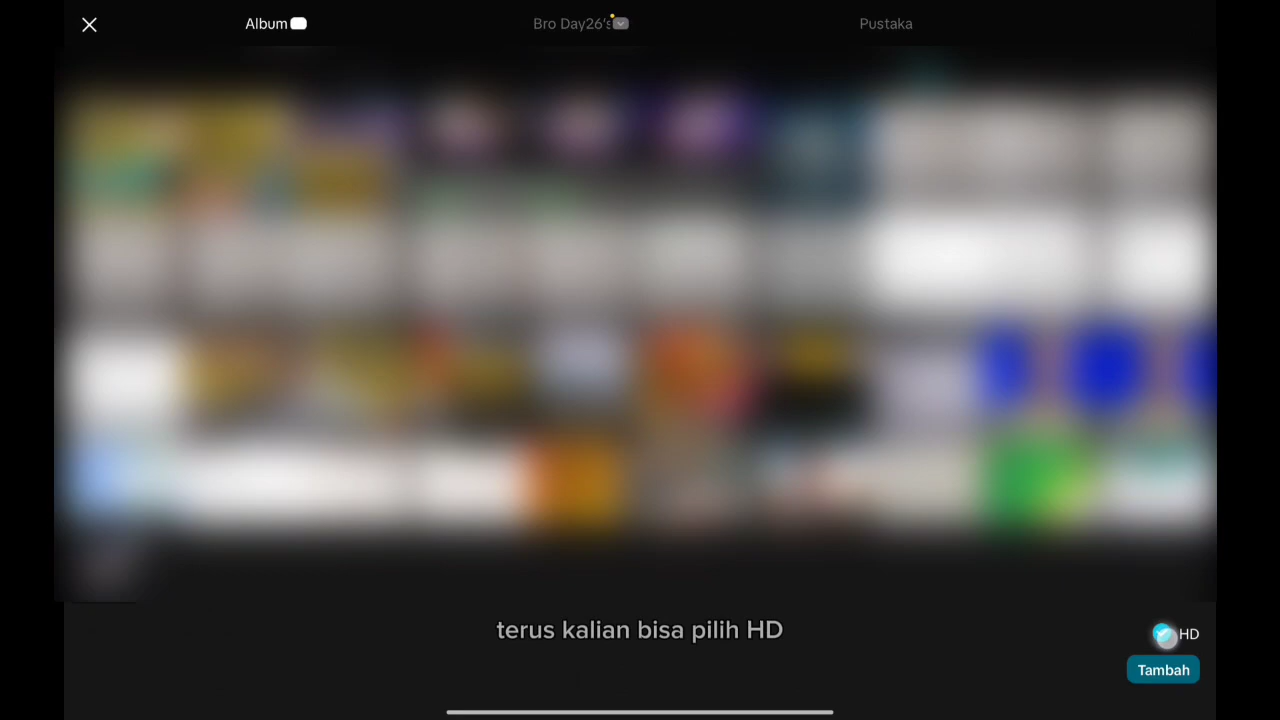 Album
Bro Day26's
Pustaka
terus kalian bisa pilih HD
HD
Tambah